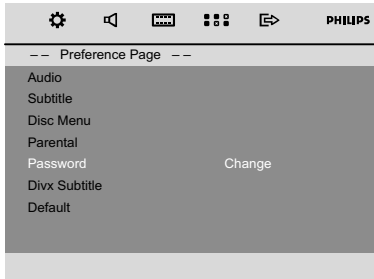 PHILIPS
-- Preference Page --
Audio
Subtitle
Disc Menu
Parental
Password Change
Divx Subtitle
Default